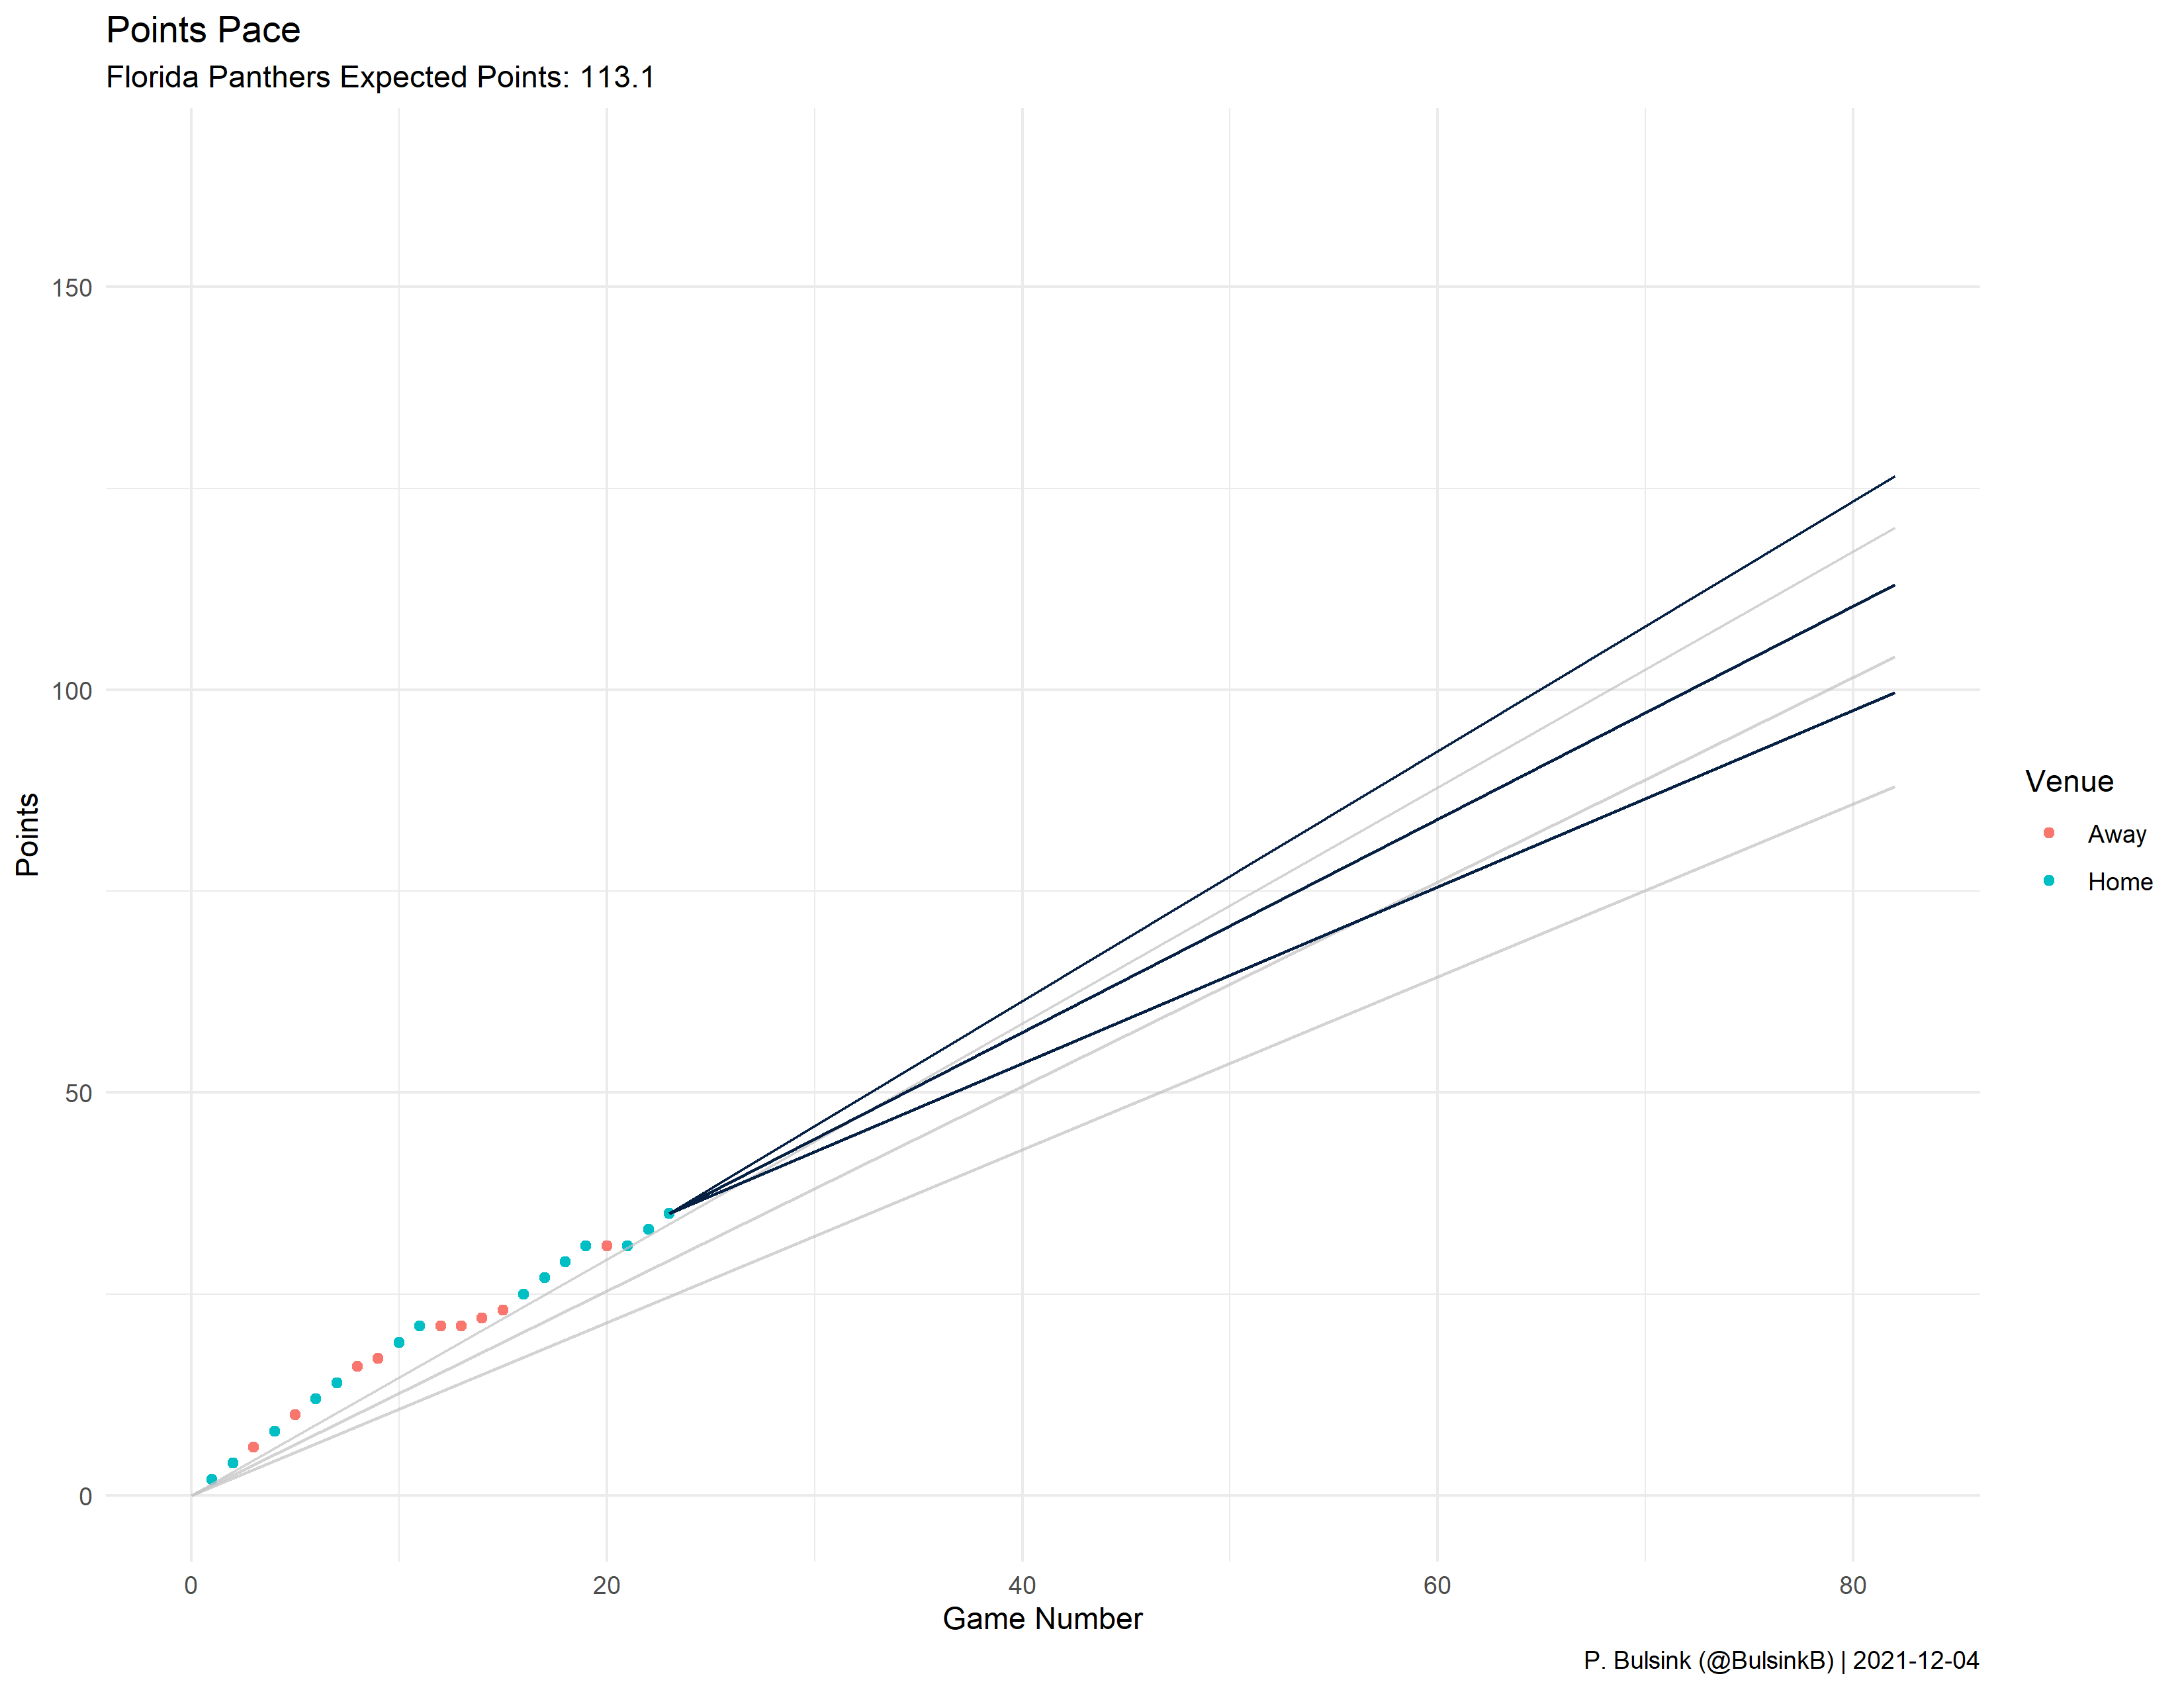 Points Pace
Florida Panthers Expected Points: 113.1
150
100
50
0
Points
0 20 40 60 80
Game Number
Venue
Away
Home
P. Bulsink (@BulsinkB) | 2021-12-04